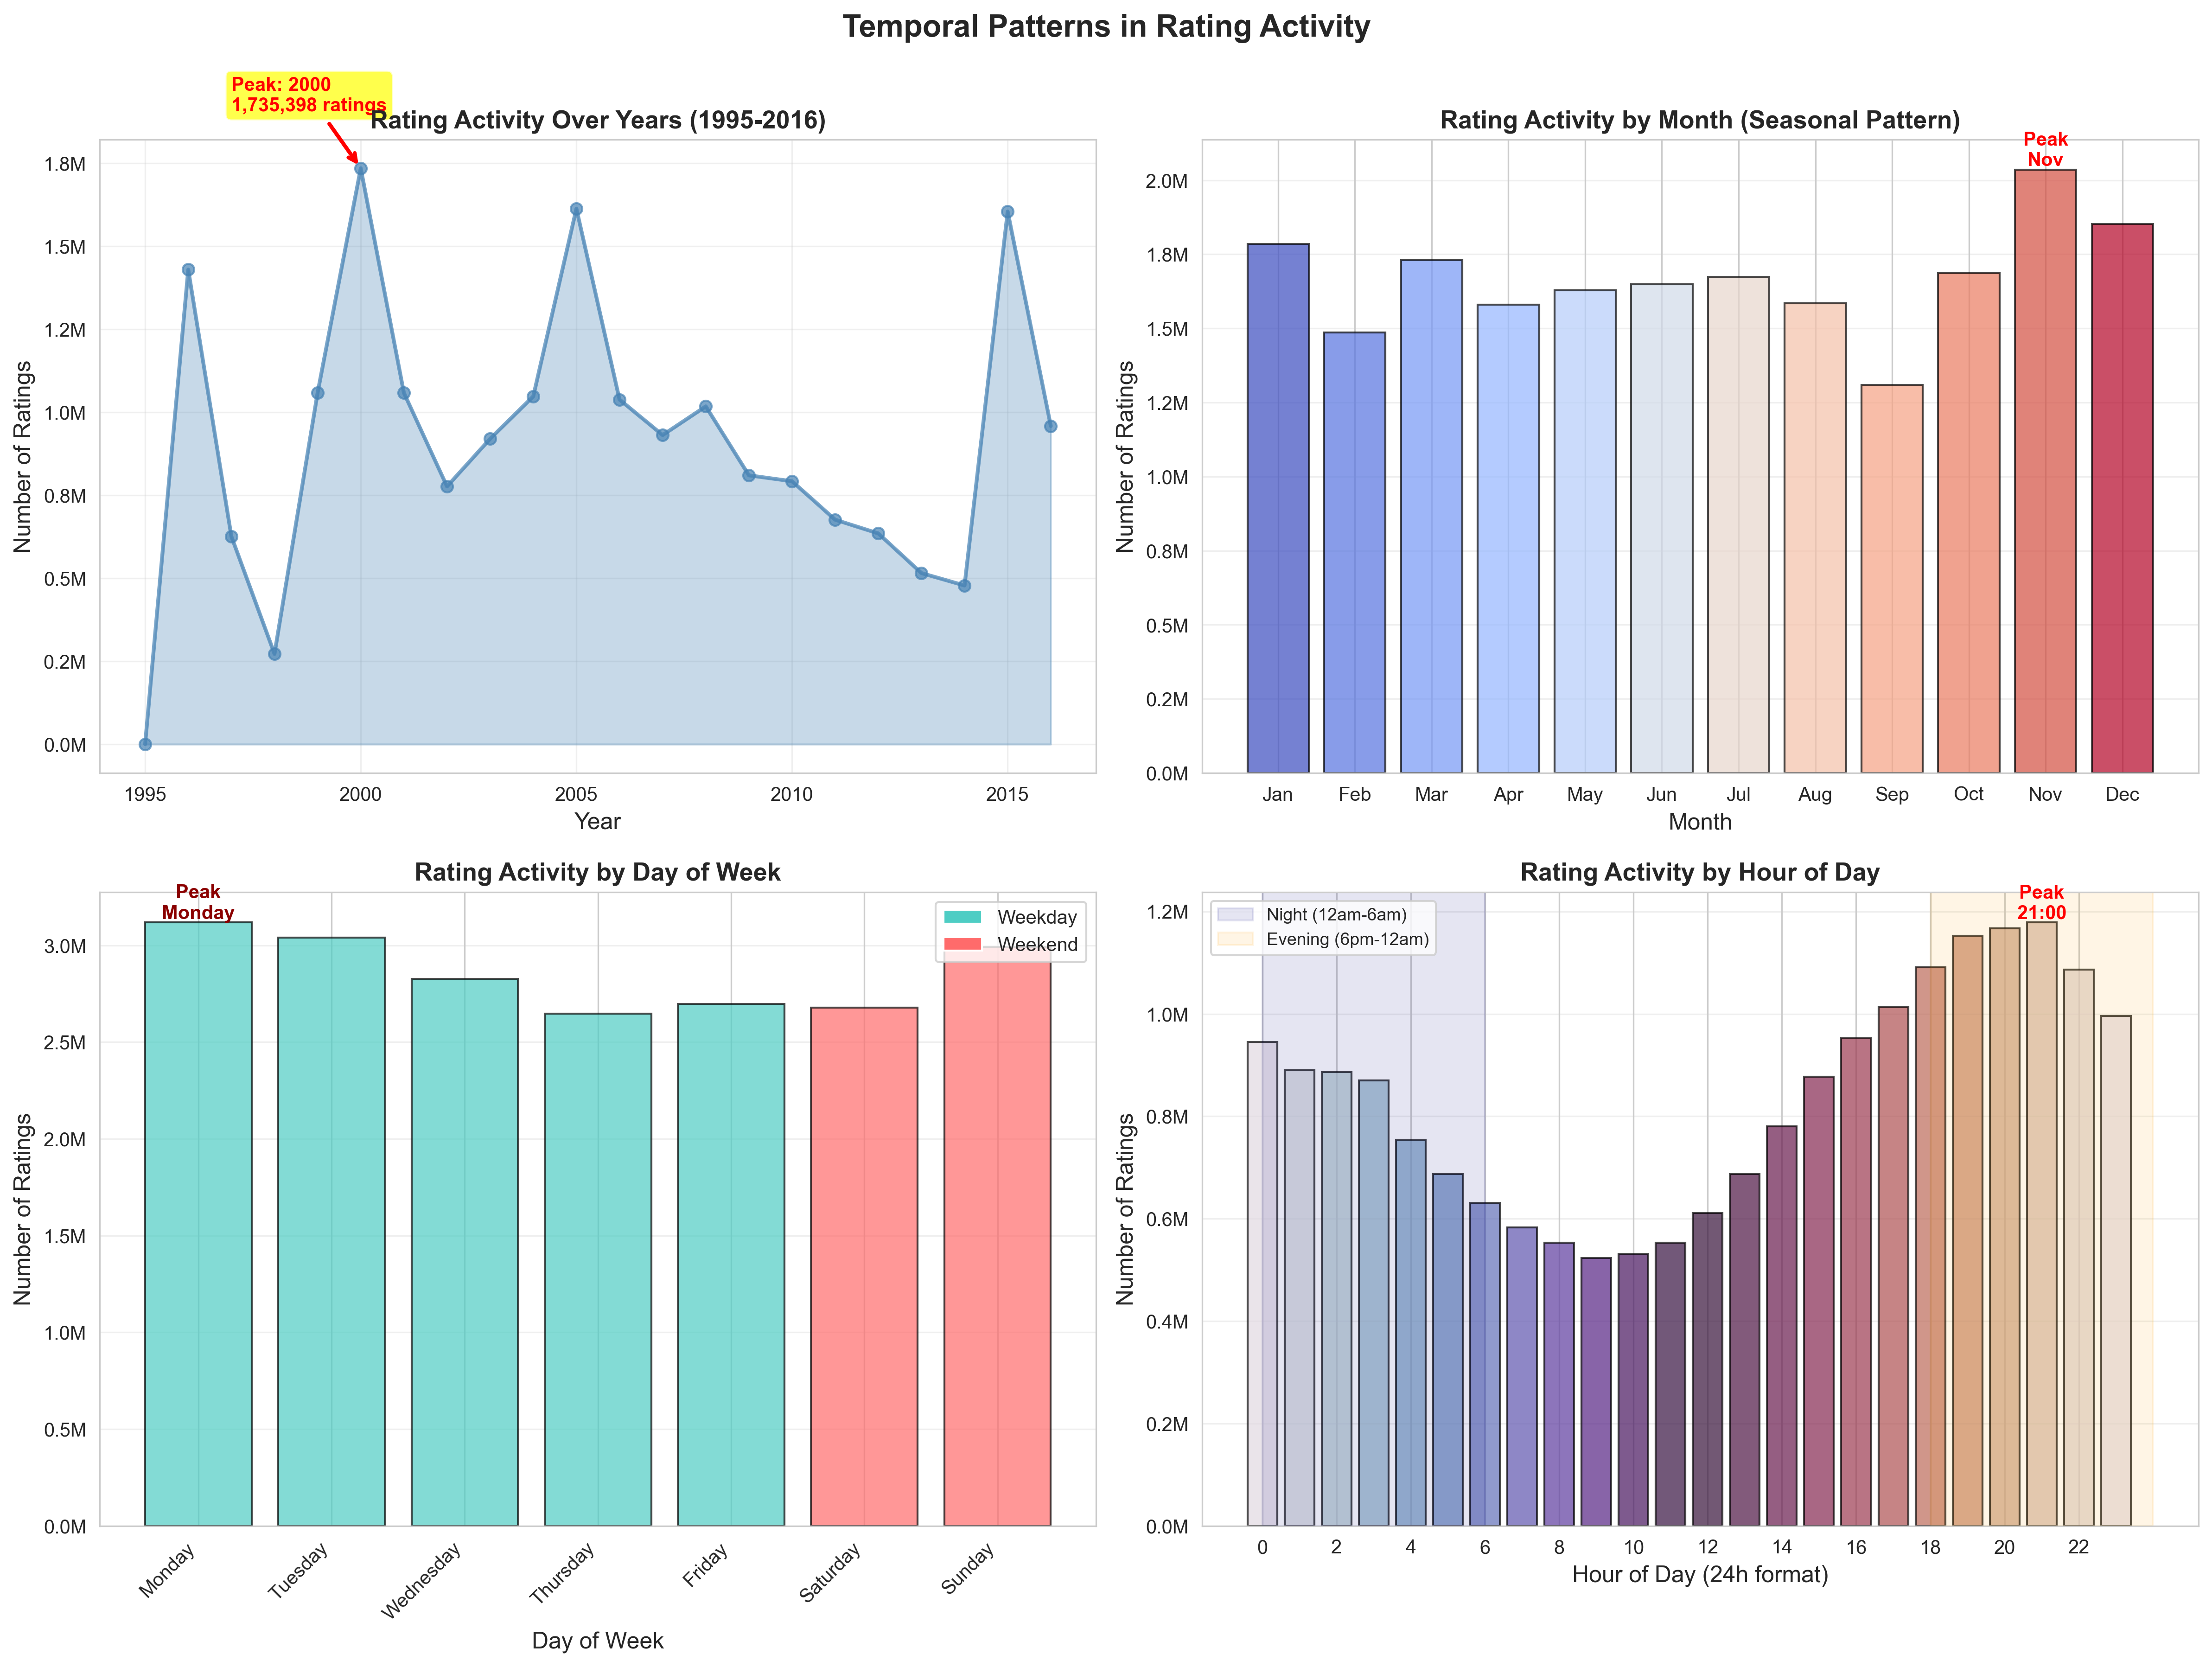 Temporal Patterns in Rating Activity
Peak: 2000
1,735,398 ratings
Rating Activity Over Years (1995-2016)
Number of Ratings
1.8M
1.5M
1.2M
1.0M
0.8M
0.5M
0.2M
0.0M
1995
2000
2005
2010
2015
Year
Rating Activity by Month (Seasonal Pattern)
Peak
Nov
Number of Ratings
2.0M
1.8M
1.5M
1.2M
1.0M
0.8M
0.5M
0.2M
0.0M
Jan
Feb
Mar
Apr
May
Jun
Jul
Aug
Sep
Oct
Nov
Dec
Month
Rating Activity by Day of Week
Peak
Monday
Weekday
Weekend
Number of Ratings
3.0M
2.5M
2.0M
1.5M
1.0M
0.5M
0.0M
Monday
Tuesday
Wednesday
Thursday
Friday
Saturday
Sunday
Day of Week
Rating Activity by Hour of Day
Peak
21:00
Night (12am-6am)
Evening (6pm-12am)
Number of Ratings
1.2M
1.0M
0.8M
0.6M
0.4M
0.2M
0.0M
0
2
4
6
8
10
12
14
16
18
20
22
Hour of Day (24h format)